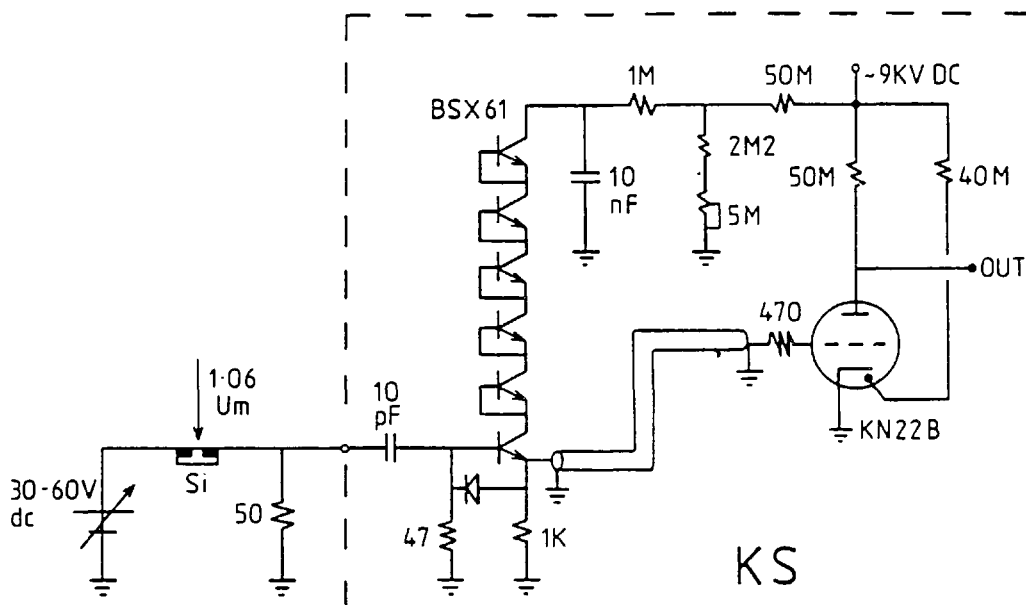 ~9KV DC
1M
50M
BSX61
2M2
50M
40M
10
nF
5M
OUT
470
1·06
Um
10
pF
KN22B
Si
30-60V
dc
50
47
1K
KS